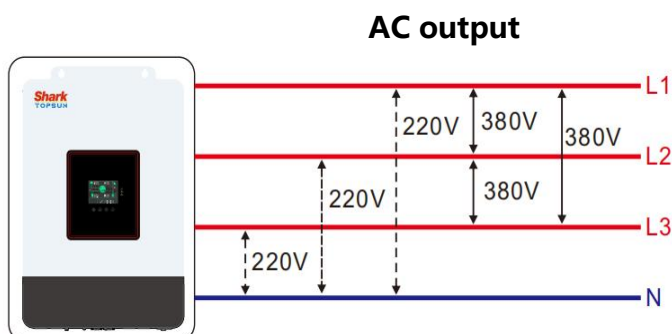 AC output
Shark
TOPSUN
L1
220V
380V
380V
L2
220V
380V
L3
220V
N